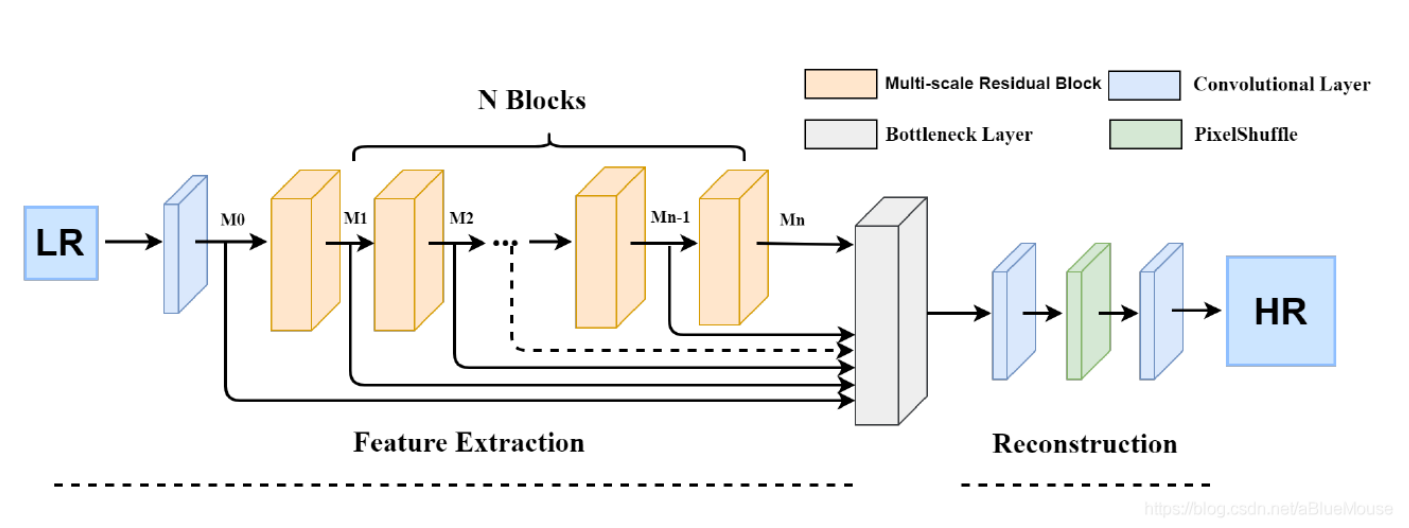 N Blocks
Multi-scale Residual Block
Convolutional Layer
Bottleneck Layer
PixelShuffle
LR
M0
M1
M2
...
Mn-1
Mn
HR
Feature Extraction
Reconstruction
https://blog.csdn.net/aBlueMouse